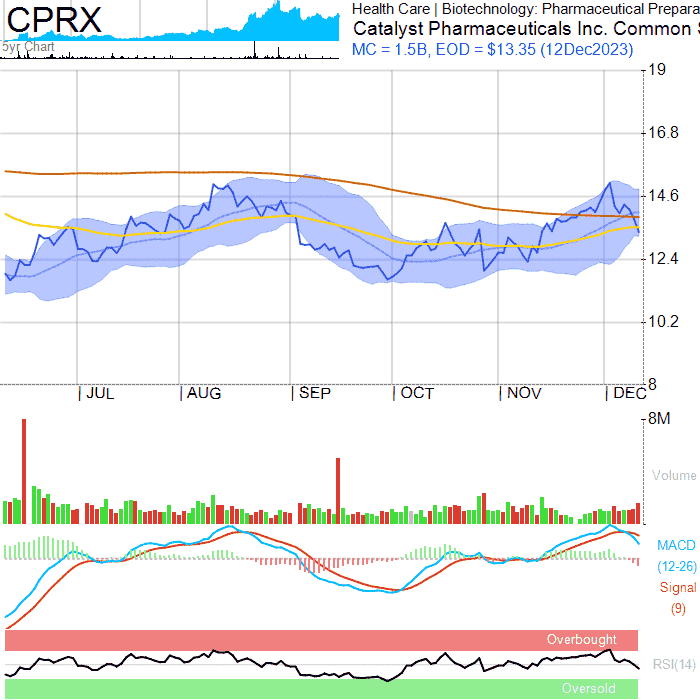 CPRX
5yr Chart
Health Care | Biotechnology: Pharmaceutical Prepara
Catalyst Pharmaceuticals Inc. Common S
MC = 1.5B, EOD = $13.35 (12Dec2023)
19
16.8
14.6
12.4
10.2
8
| JUL | AUG | SEP | OCT | NOV | DEC
8M
Volume
MACD
(12-26)
Signal
(9)
Overbought
RSI(14)
Oversold